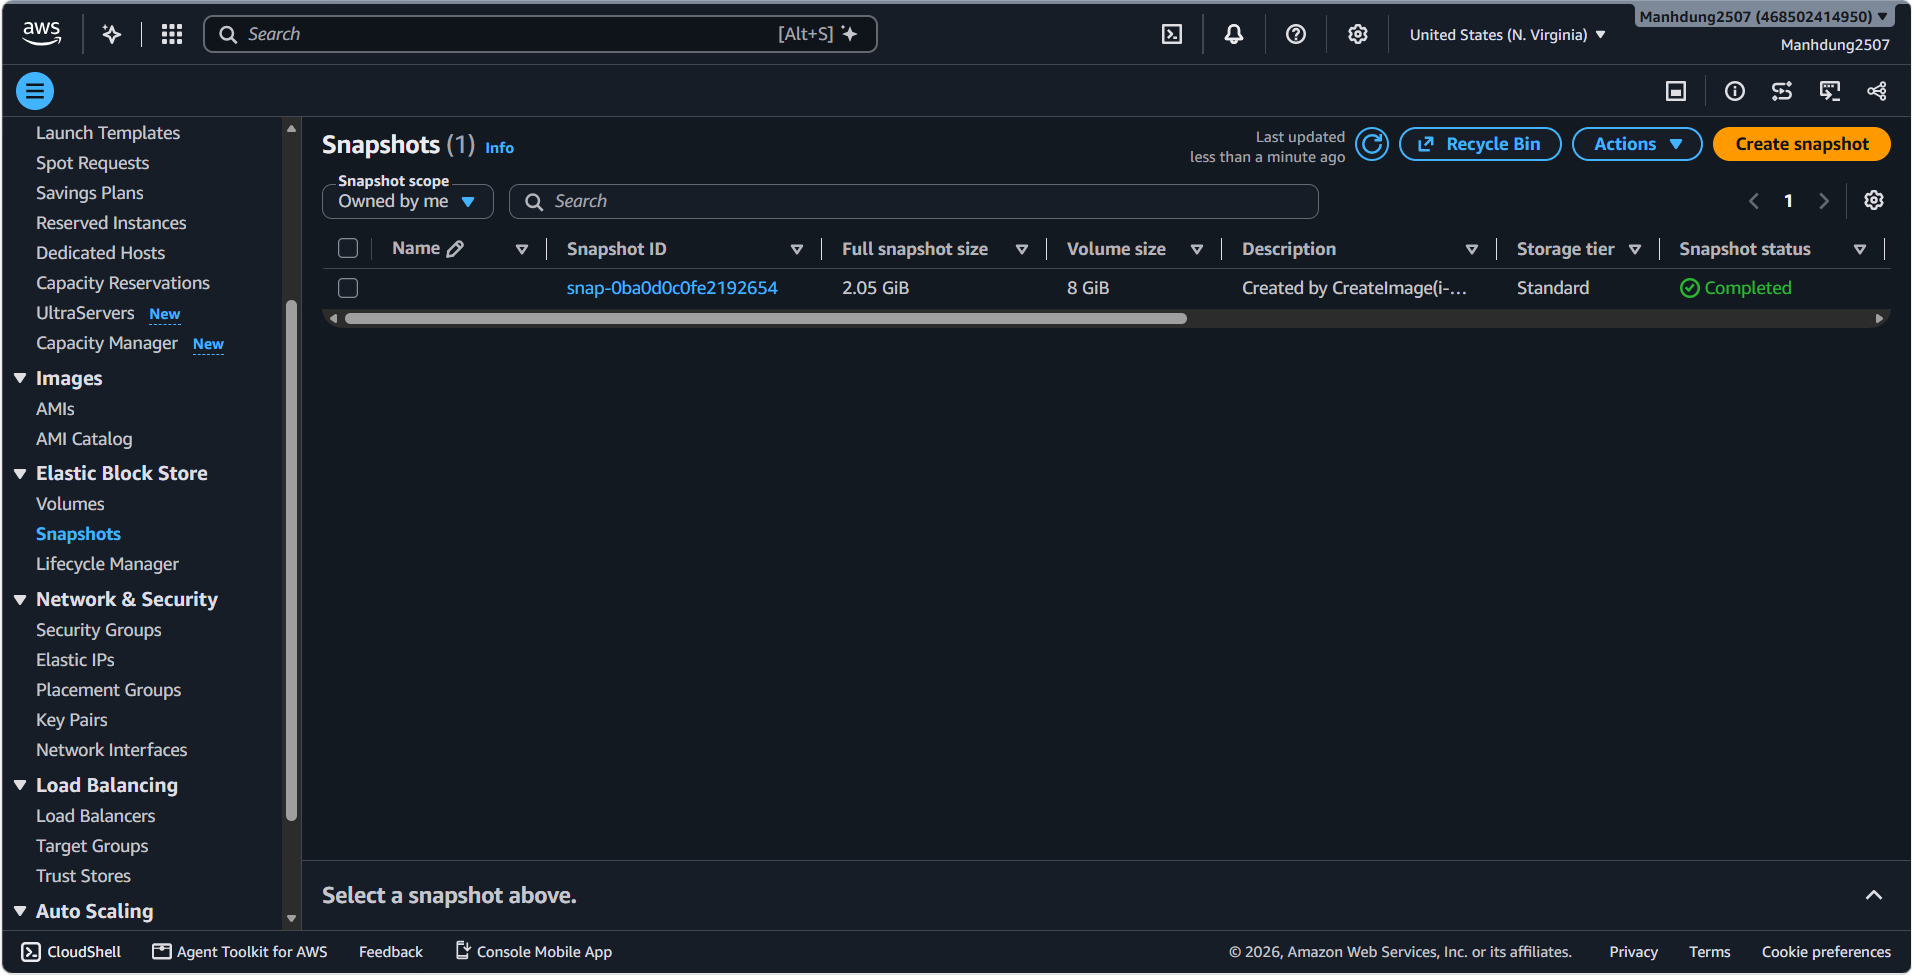 aws
Search [Alt+S]
United States (N. Virginia)
Manhdung2507 (468502414950)
Manhdung2507
Launch Templates
Spot Requests
Savings Plans
Reserved Instances
Dedicated Hosts
Capacity Reservations
UltraServers New
Capacity Manager New
Images
AMIs
AMI Catalog
Elastic Block Store
Volumes
Snapshots
Lifecycle Manager
Network & Security
Security Groups
Elastic IPs
Placement Groups
Key Pairs
Network Interfaces
Load Balancing
Load Balancers
Target Groups
Trust Stores
Auto Scaling
Snapshots (1) Info
Last updated
less than a minute ago
Recycle Bin
Actions
Create snapshot
Snapshot scope
Owned by me
Search
1
Name Snapshot ID Full snapshot size Volume size Description Storage tier Snapshot status
snap-0ba0d0c0fe2192654 2.05 GiB 8 GiB Created by CreateImage(i-... Standard Completed
Select a snapshot above.
CloudShell Agent Toolkit for AWS Feedback Console Mobile App © 2026, Amazon Web Services, Inc. or its affiliates. Privacy Terms Cookie preferences